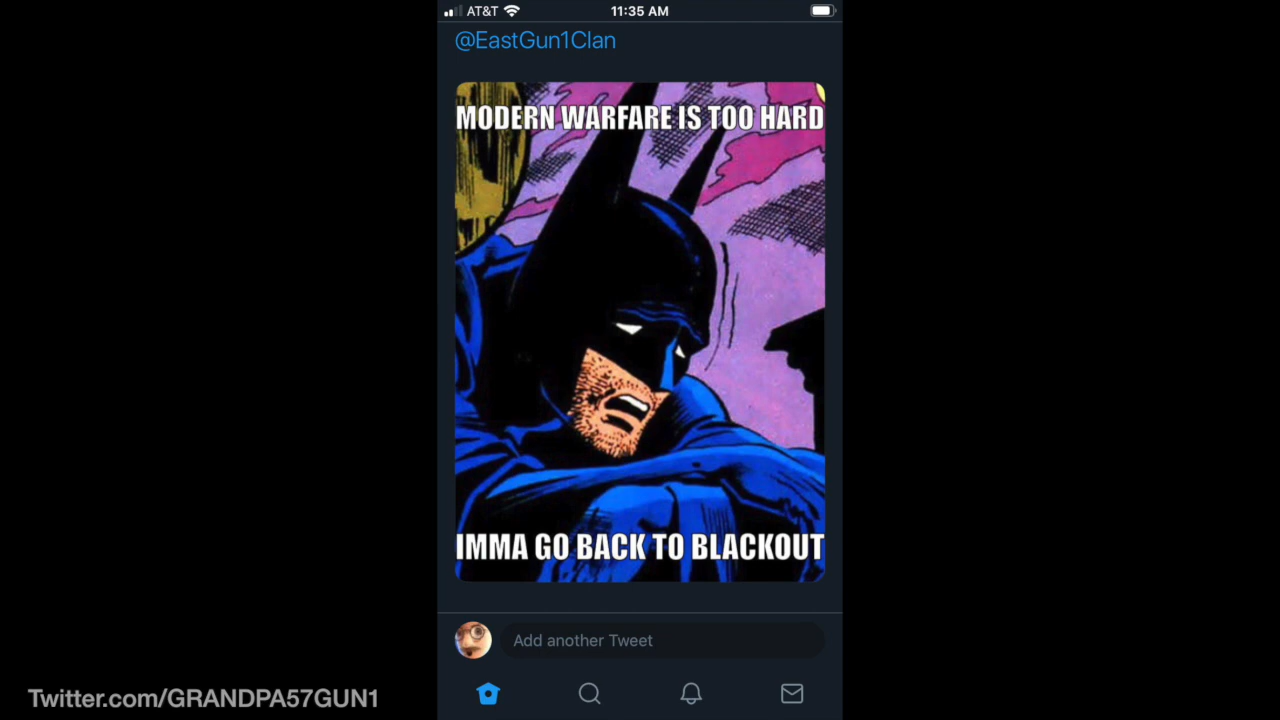 AT&T
11:35 AM
@EastGun1Clan
MODERN WARFARE IS TOO HARD
IMMA GO BACK TO BLACKOUT
Add another Tweet
Twitter.com/GRANDPA57GUN1